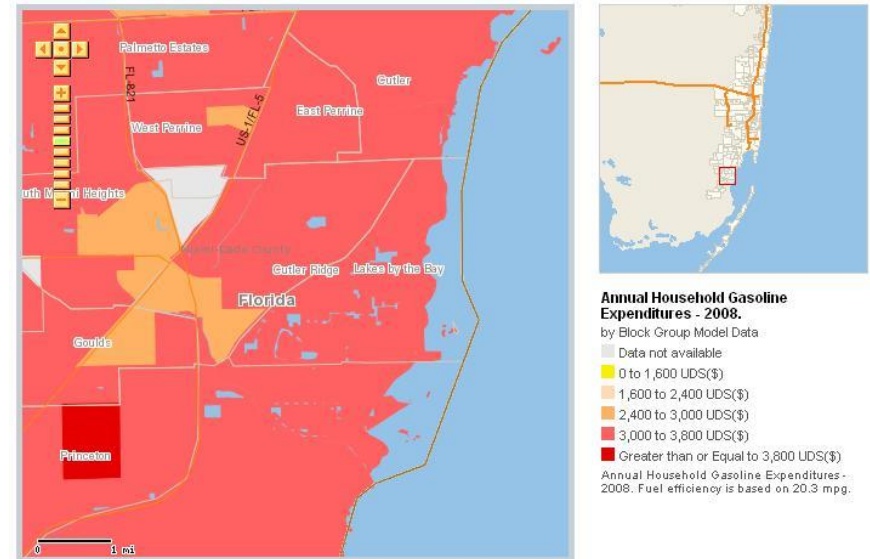 Palmetto Estates
Cutler
FL-821
US-1/FL-5
East Perrine
West Perrine
uth Miami Heights
Cutler Ridge
Lakes by the Bay
Florida
Goulds
Princeton
0
1 mi
Annual Household Gasoline
Expenditures - 2008.
by Block Group Model Data
Data not available
0 to 1,600 UDS($)
1,600 to 2,400 UDS($)
2,400 to 3,000 UDS($)
3,000 to 3,800 UDS($)
Greater than or Equal to 3,800 UDS($)
Annual Household Gasoline Expenditures -
2008. Fuel efficiency is based on 20.3 mpg.